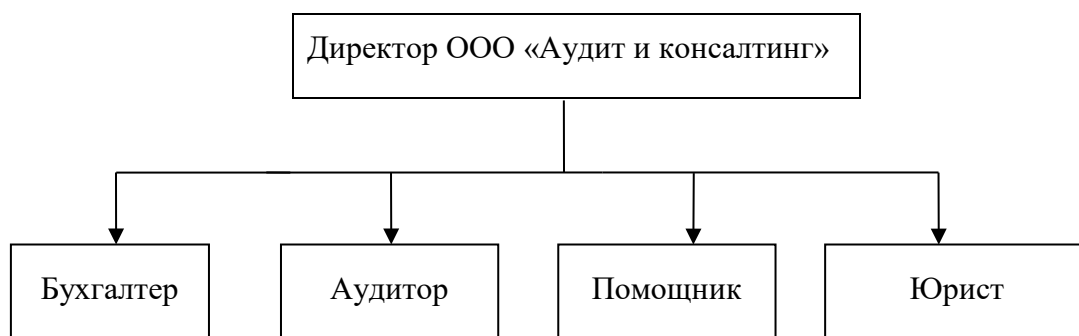 Директор ООО «Аудит и консалтинг»
Бухгалтер
Аудитор
Помощник
Юрист